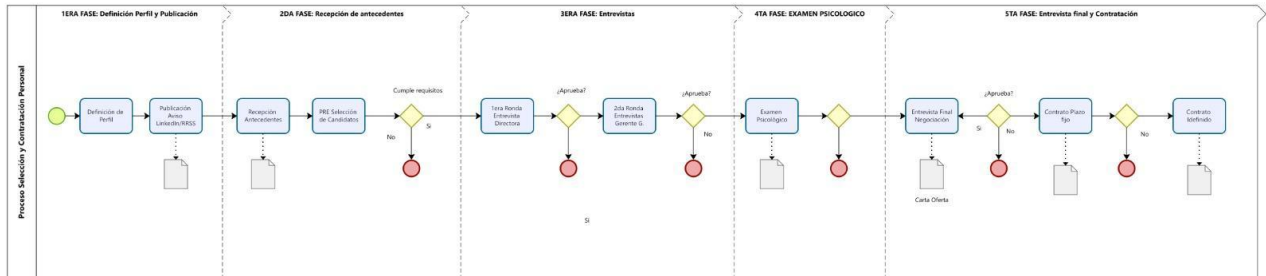 Proceso Selección y Contratación Personal
1ERA FASE: Definición Perfil y Publicación
2DA FASE: Recepción de antecedentes
3ERA FASE: Entrevistas
4TA FASE: EXAMEN PSICOLOGICO
5TA FASE: Entrevista final y Contratación
Definición de
Perfil
Publicación
Aviso
LinkedIn/RRSS
Recepción
Antecedentes
PRE Selección
de Candidatos
Cumple requisitos
No
Si
1era Ronda
Entrevista
Directora
¿Aprueba?
2da Ronda
Entrevistas
Gerente G.
¿Aprueba?
No
Si
Examen
Psicológico
Entrevista Final
Negociación
Carta Oferta
¿Aprueba?
Si
No
Contrato Plazo
fijo
No
Contrato
Idefinido